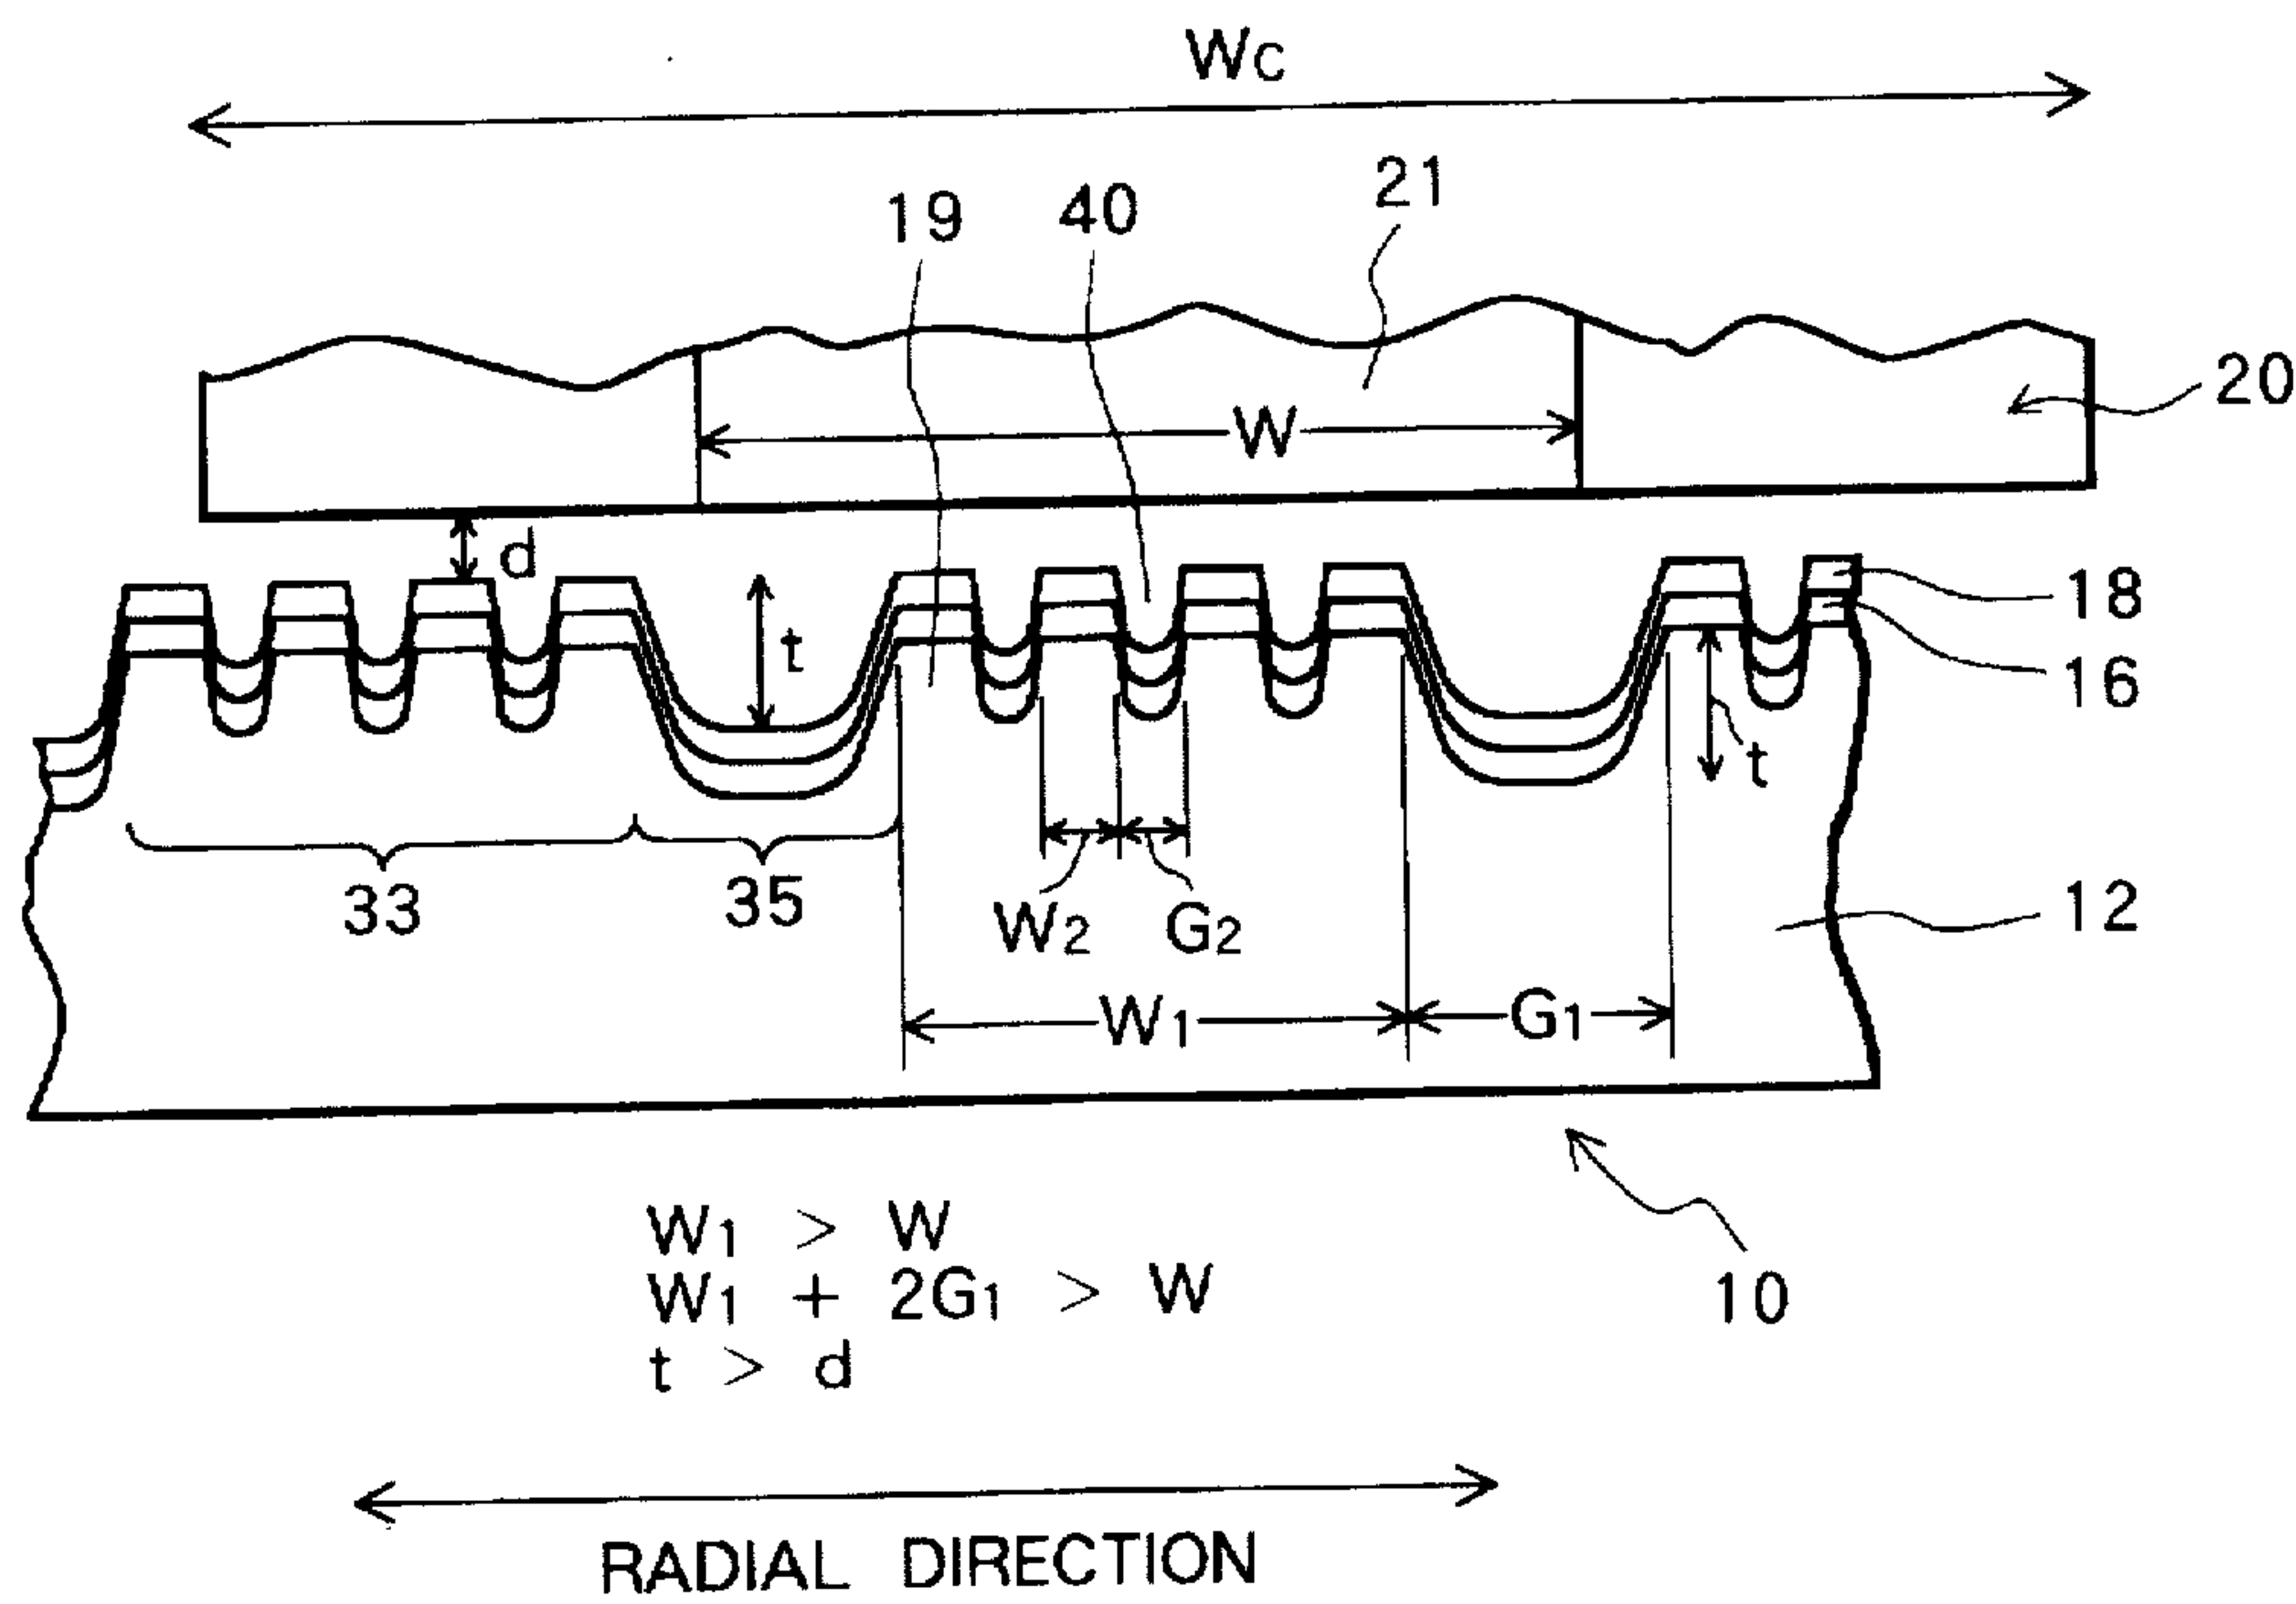 Wc
19
40
21
20
W
d
t
18
16
t
33
35
W2
G2
12
W1
G1
W1 > W
W1 + 2G1 > W
t > d
10
RADIAL DIRECTION